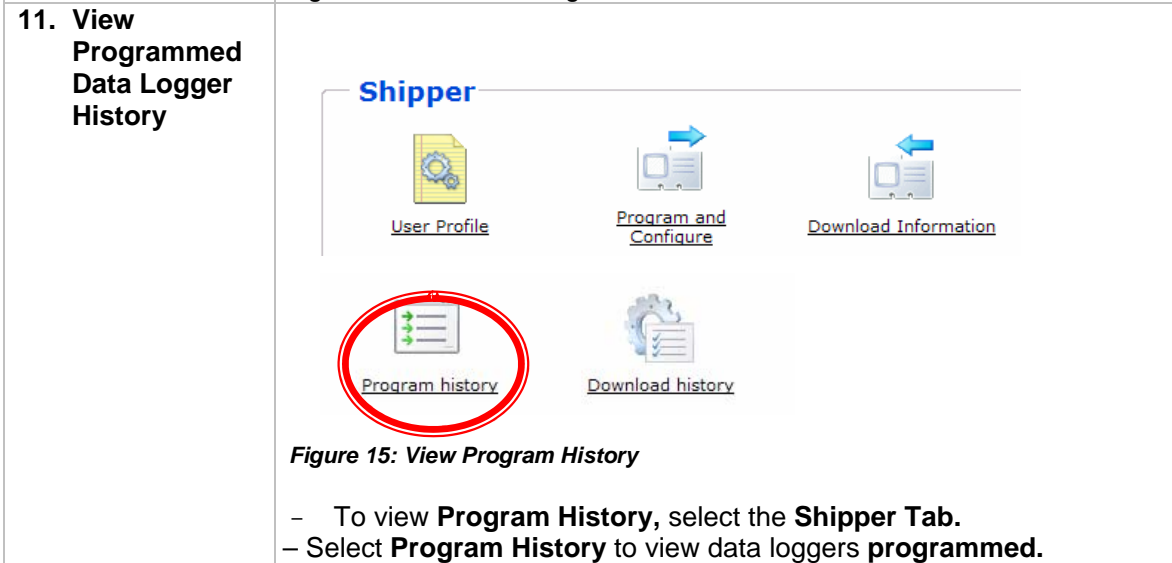 11. View
Programmed
Data Logger
History
Shipper
User Profile
Program and
Configure
Download Information
Program history
Download history
Figure 15: View Program History
- To view Program History, select the Shipper Tab.
– Select Program History to view data loggers programmed.